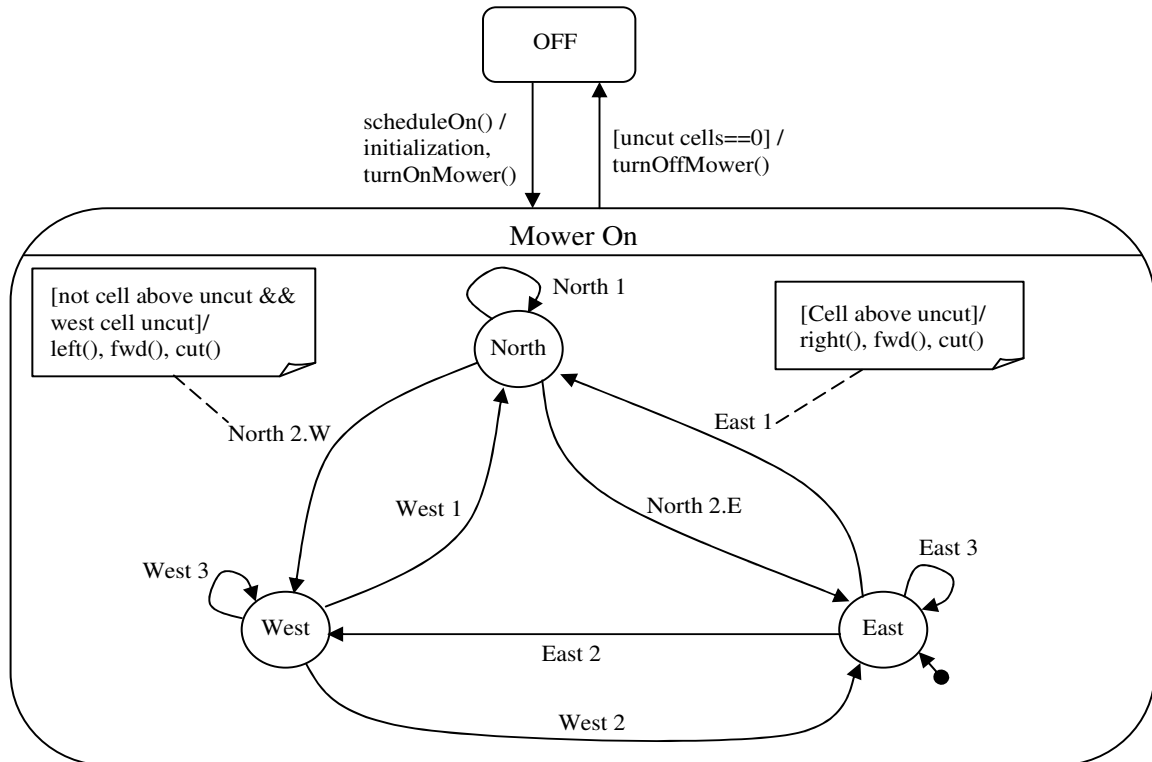 OFF
scheduleOn() /
initialization,
turnOnMower()
[uncut cells==0] /
turnOffMower()
Mower On
[not cell above uncut &&
west cell uncut]/
left(), fwd(), cut()
North 1
[Cell above uncut]/
right(), fwd(), cut()
North
East 1
North 2.W
West 1
North 2.E
East 3
West 3
West
East
East 2
West 2